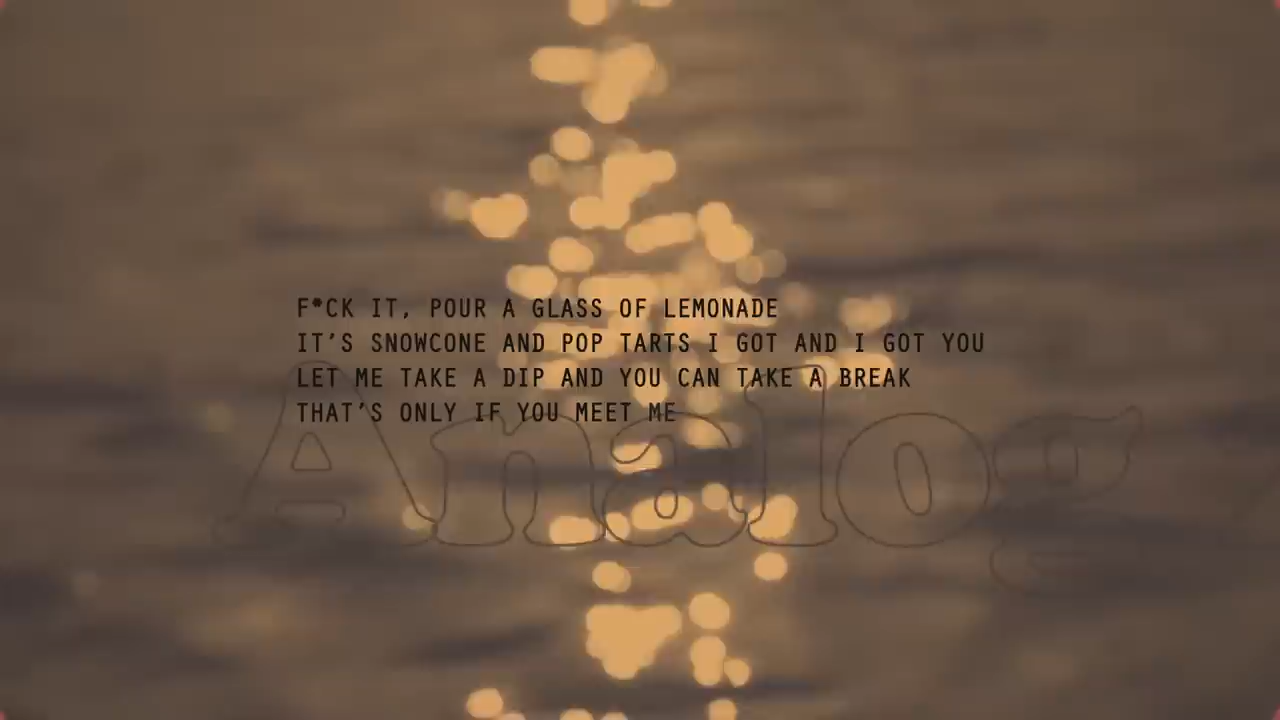 F*CK IT, POUR A GLASS OF LEMONADE
IT'S SNOWCONE AND POP TARTS I GOT AND I GOT YOU
LET ME TAKE A DIP AND YOU CAN TAKE A BREAK
THAT'S ONLY IF YOU MEET ME
Analog